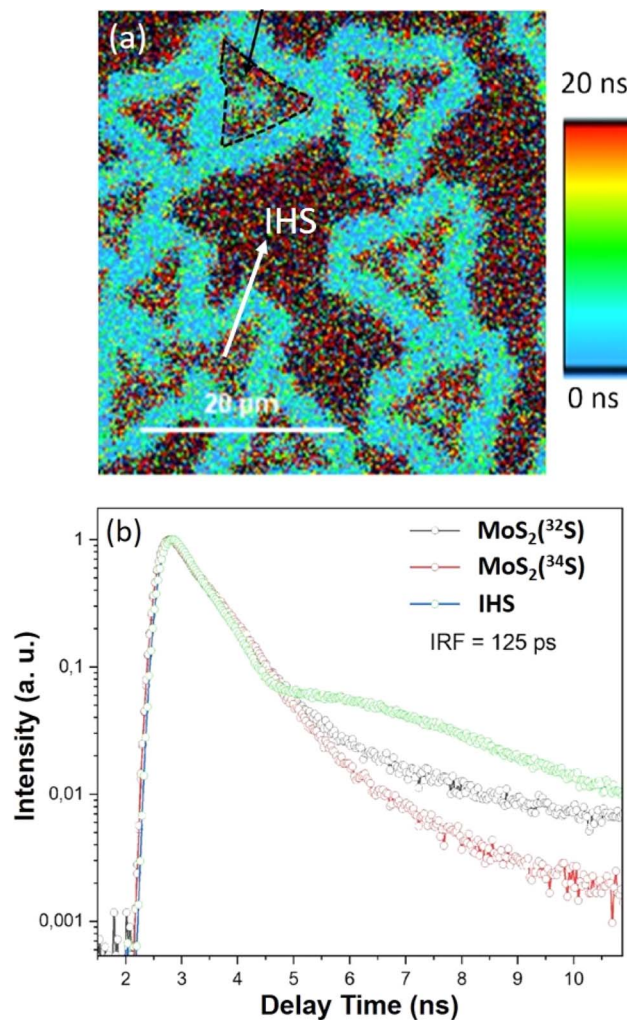 (a)
20 ns
IHS
20 µm
0 ns
(b)
MoS₂(³²S)
MoS₂(³⁴S)
IHS
IRF = 125 ps
1
0,1
0,01
0,001
Intensity (a. u.)
2 3 4 5 6 7 8 9 10
Delay Time (ns)